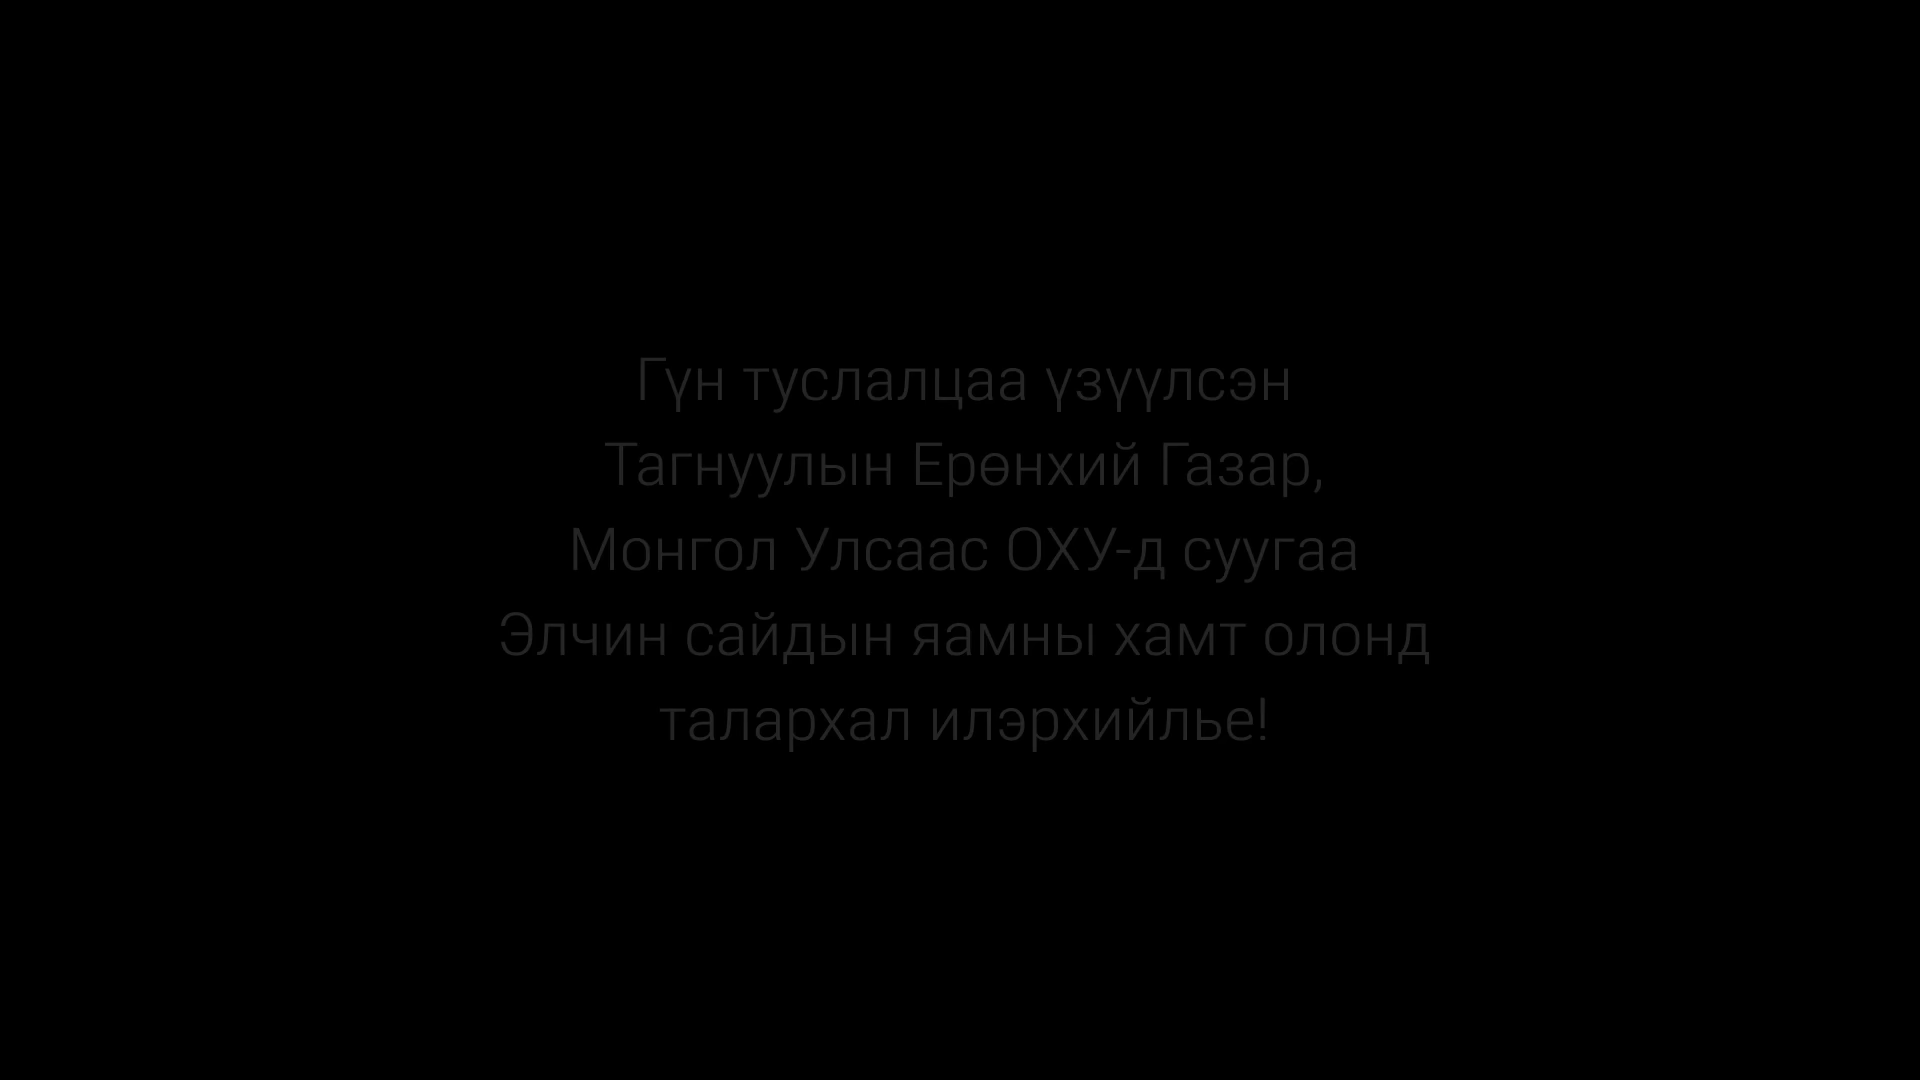 Гүн туслалцаа үзүүлсэн
Тагнуулын Ерөнхий Газар,
Монгол Улсаас ОХУ-д суугаа
Элчин сайдын яамны хамт олонд
талархал илэрхийлье!